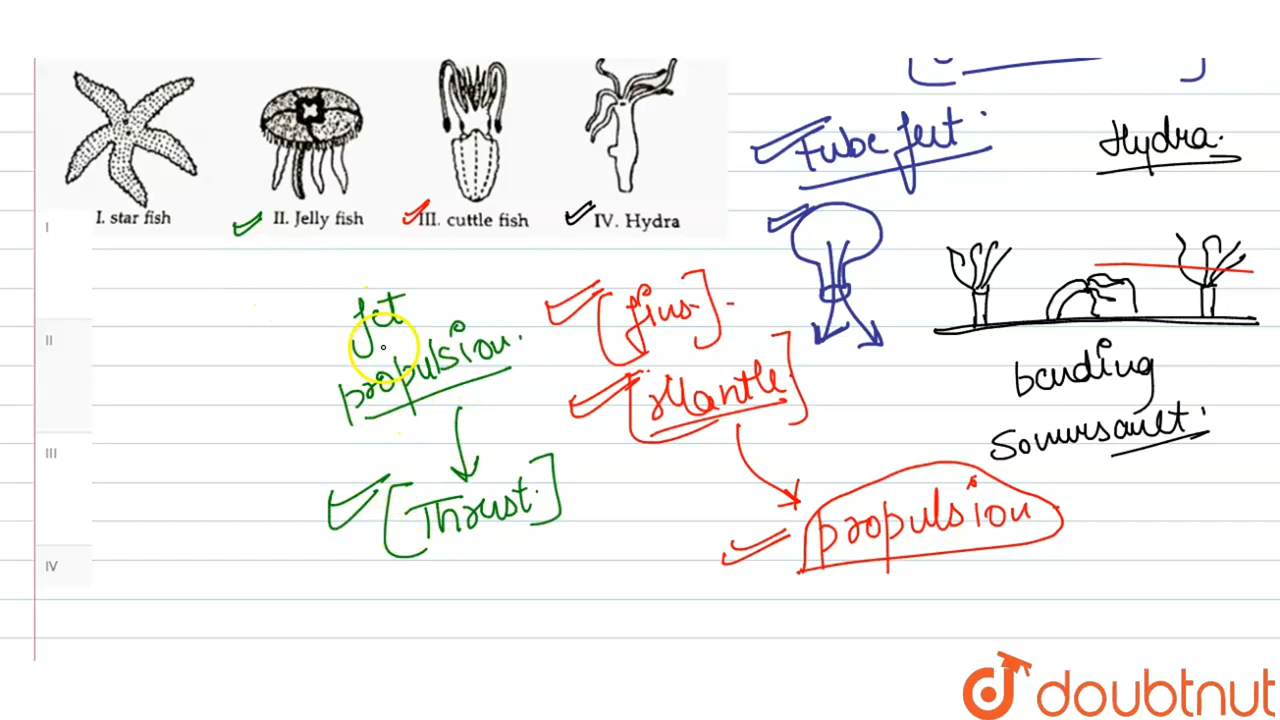 I. star fish
II. Jelly fish
III. cuttle fish
IV. Hydra
Tube feet
Hydra
I
II
III
IV
Jet
propulsion
Thrust
fins
Mantle
propulsion
bending
Somersault
doubtnut